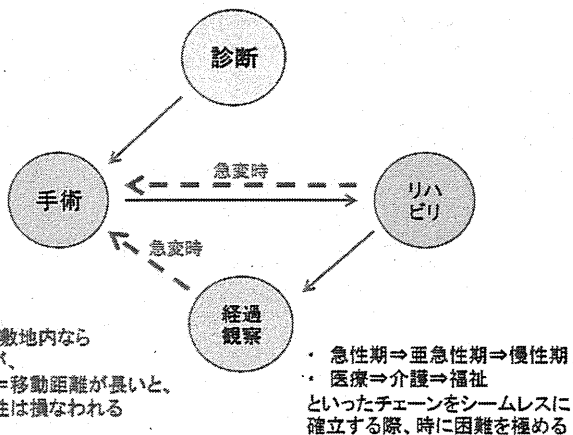 診断
急変時
手術
リハ
ビリ
急変時
経過
観察
敷地内なら
が、
=移動距離が長いと、
性は損なわれる
・ 急性期⇒亜急性期⇒慢性期
・ 医療⇒介護⇒福祉
といったチェーンをシームレスに
確立する際、時に困難を極める